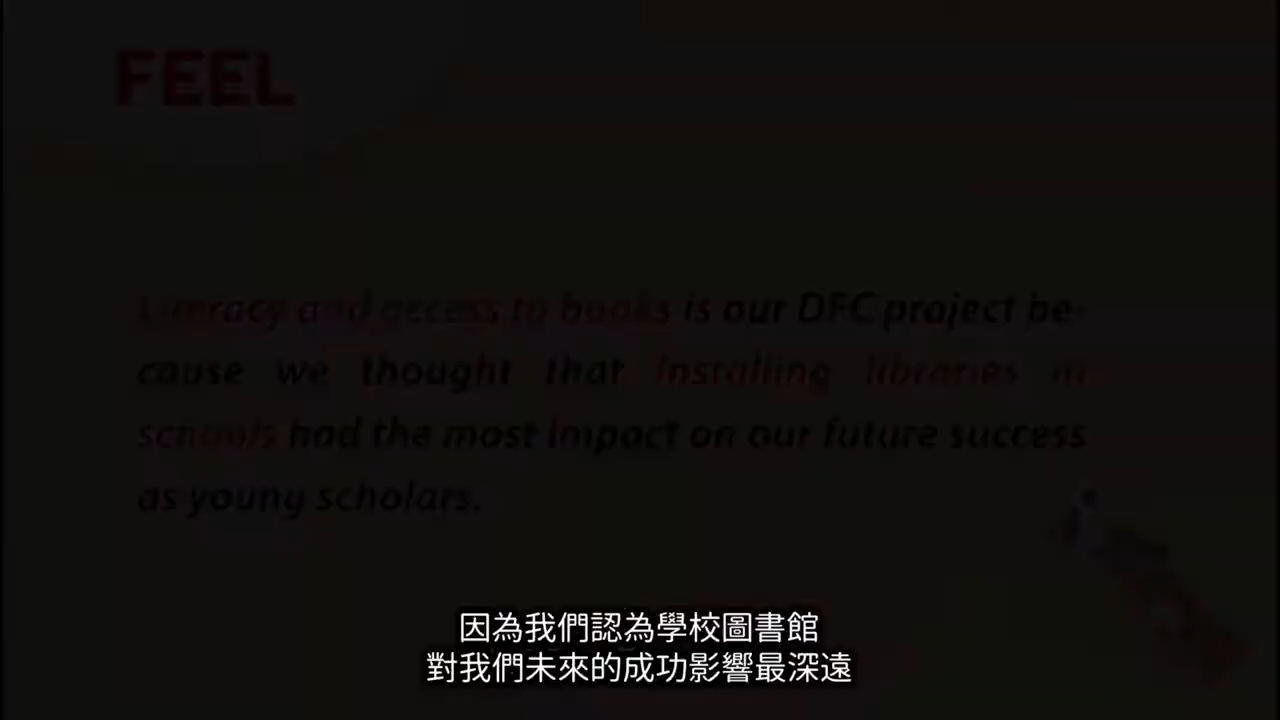 FEEL
Literacy and access to books is our DFC project be-
cause we thought that installing libraries in
schools had the most impact on our future success
as young scholars.
因為我們認為學校圖書館
對我們未來的成功影響最深遠